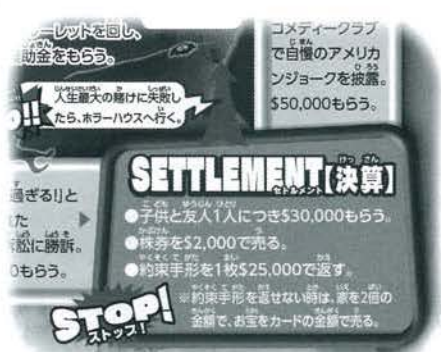 ーレットを回し、
助金をもらう。
コメディークラブ
で自慢のアメリカ
ンジョークを披露。
$50,000もらう。
人生最大の賭けに失敗し
たら、ホラーハウスへ行く。
過ぎる!」と
た
訴訟に勝訴。
0もらう。
SETTLEMENT【決算】
セトルメント
●子供と友人1人につき$30,000もらう。
●株券を$2,000で売る。
●約束手形を1枚$25,000で返す。
※約束手形を返せない時は、家を2倍の
金額で、お宝をカードの金額で売る。
STOP!
ストップ!